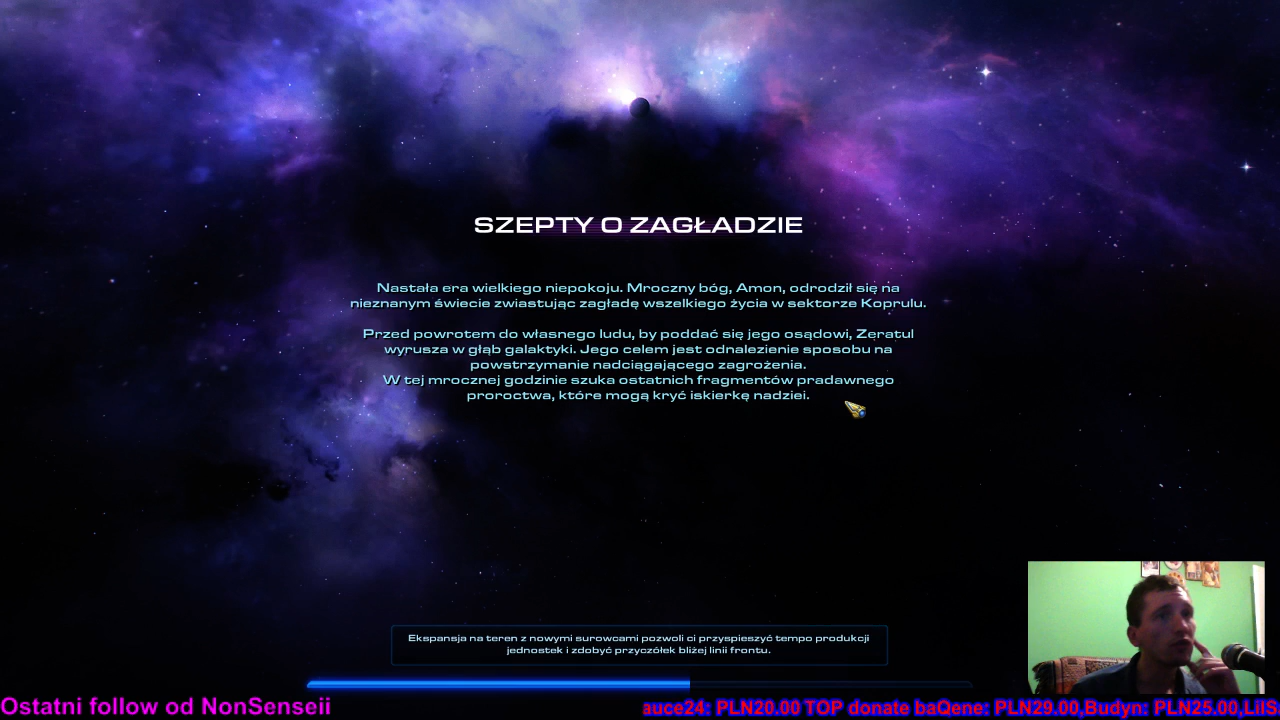 SZEPTY O ZAGŁADZIE
Nastała era wielkiego niepokoju. Mroczny bóg, Amon, odrodził się na
nieznanym świecie zwiastując zagładę wszelkiego życia w sektorze Koprulu.
Przed powrotem do własnego ludu, by poddać się jego osądowi, Zeratul
wyrusza w głąb galaktyki. Jego celem jest odnalezienie sposobu na
powstrzymanie nadciągającego zagrożenia.
W tej mrocznej godzinie szuka ostatnich fragmentów pradawnego
proroctwa, które mogą kryć iskierkę nadziei.
Ekspansja na teren z nowymi surowcami pozwoli ci przyspieszyć tempo produkcji
jednostek i zdobyć przyczółek bliżej linii frontu.
Ostatni follow od NonSenseii
auce24: PLN20.00 TOP donate baQene: PLN29.00,Budyn: PLN25.00,LilS